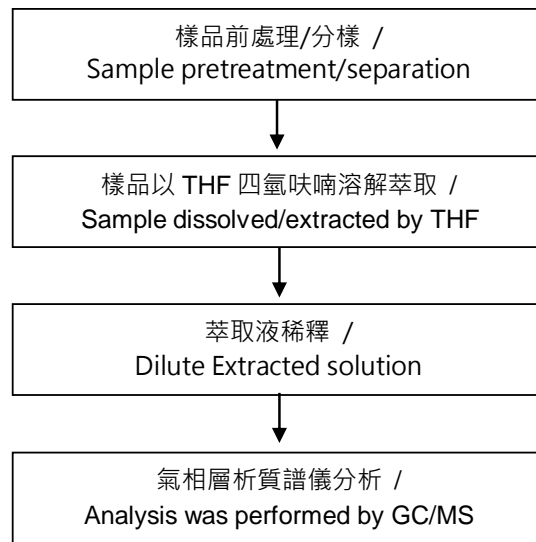 樣品前處理/分樣 /
Sample pretreatment/separation
樣品以 THF 四氫呋喃溶解萃取 /
Sample dissolved/extracted by THF
萃取液稀釋 /
Dilute Extracted solution
氣相層析質譜儀分析 /
Analysis was performed by GC/MS